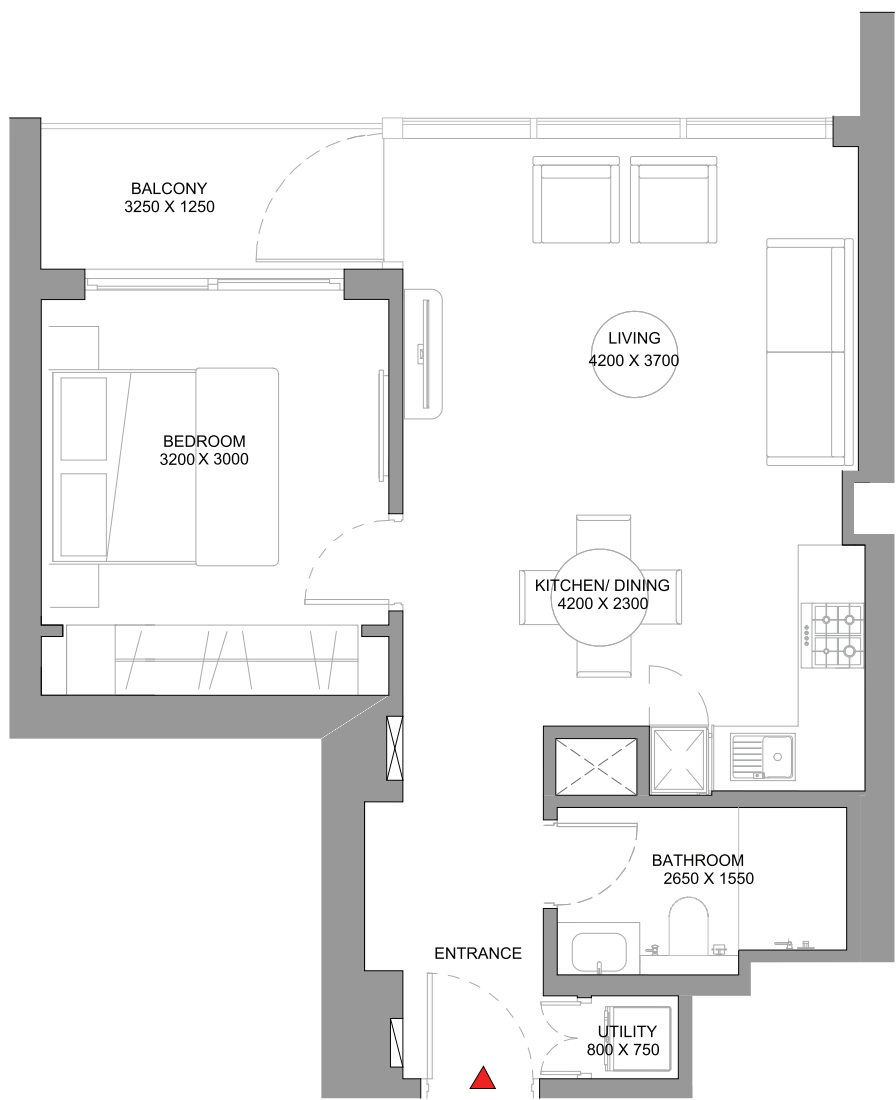 BALCONY
3250 X 1250
LIVING
4200 X 3700
BEDROOM
3200 X 3000
KITCHEN/ DINING
4200 X 2300
BATHROOM
2650 X 1550
ENTRANCE
UTILITY
800 X 750